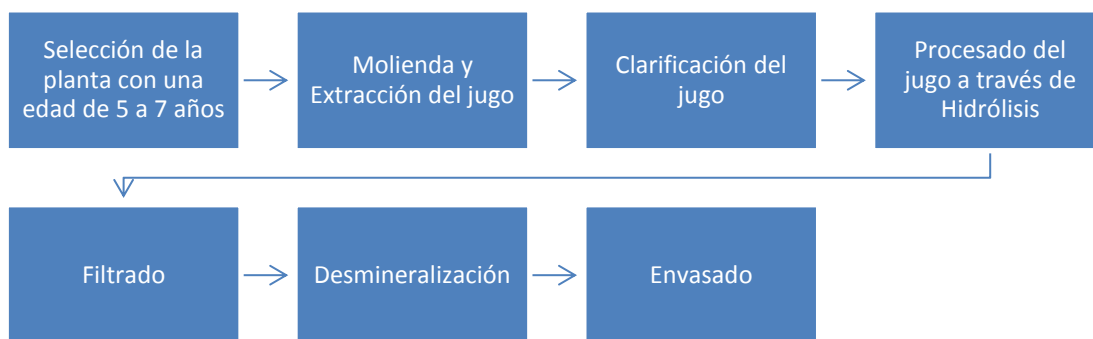 Selección de la
planta con una
edad de 5 a 7 años
Molienda y
Extracción del jugo
Clarificación del
jugo
Procesado del
jugo a través de
Hidrólisis
Filtrado
Desmineralización
Envasado